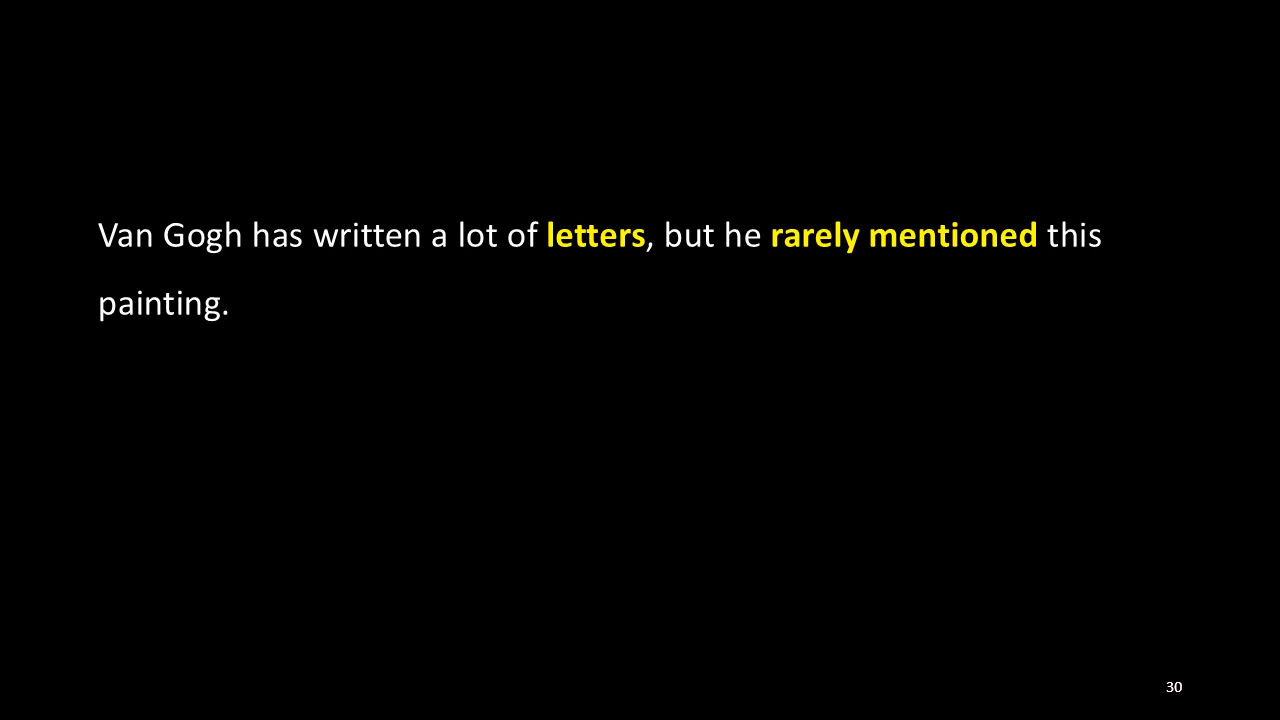 Van Gogh has written a lot of letters, but he rarely mentioned this
painting.
30